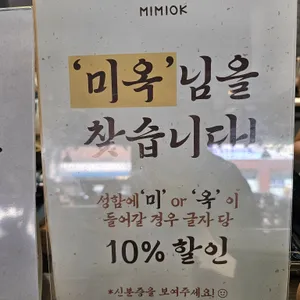 MIMIOK
'미옥'님을
찾습니다!
성함에 '미' or '옥' 이
들어갈 경우 글자 당
10% 할인
*신분증을 보여주세요!☺